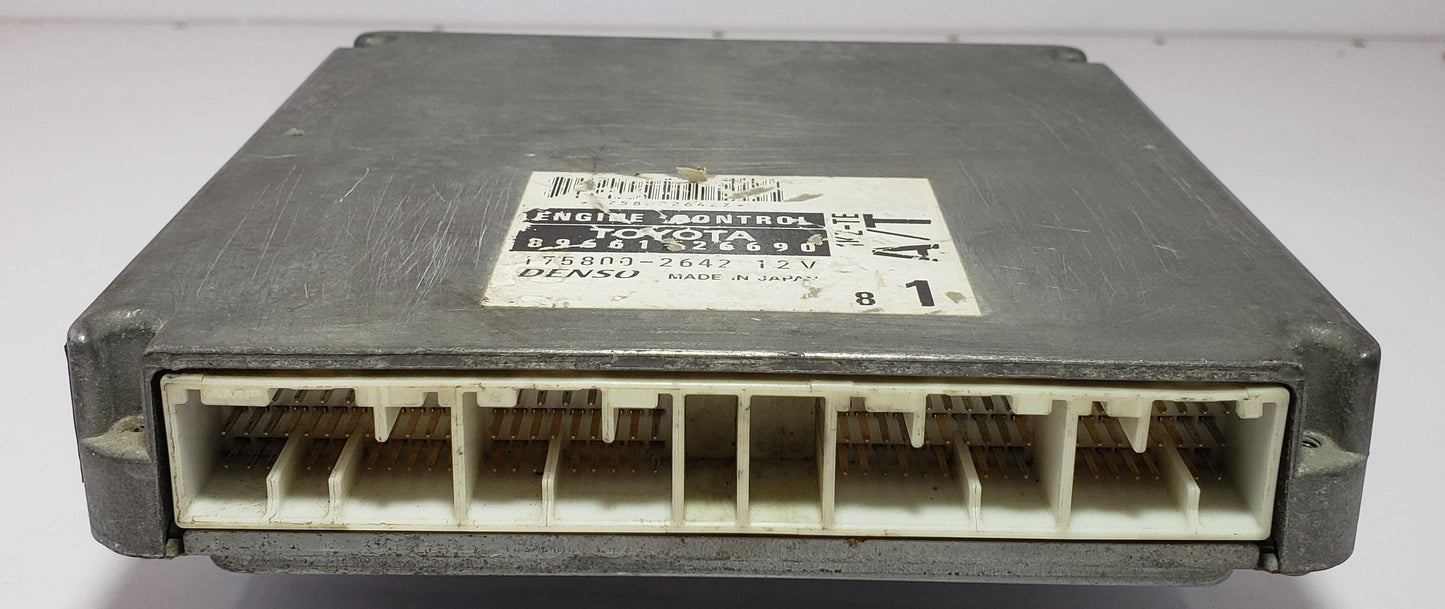 ENGINE CONTROL
TOYOTA
89661-26690
175800-2642 12V
DENSO MADE IN JAPAN
1KZ-TE
A/T
8 1